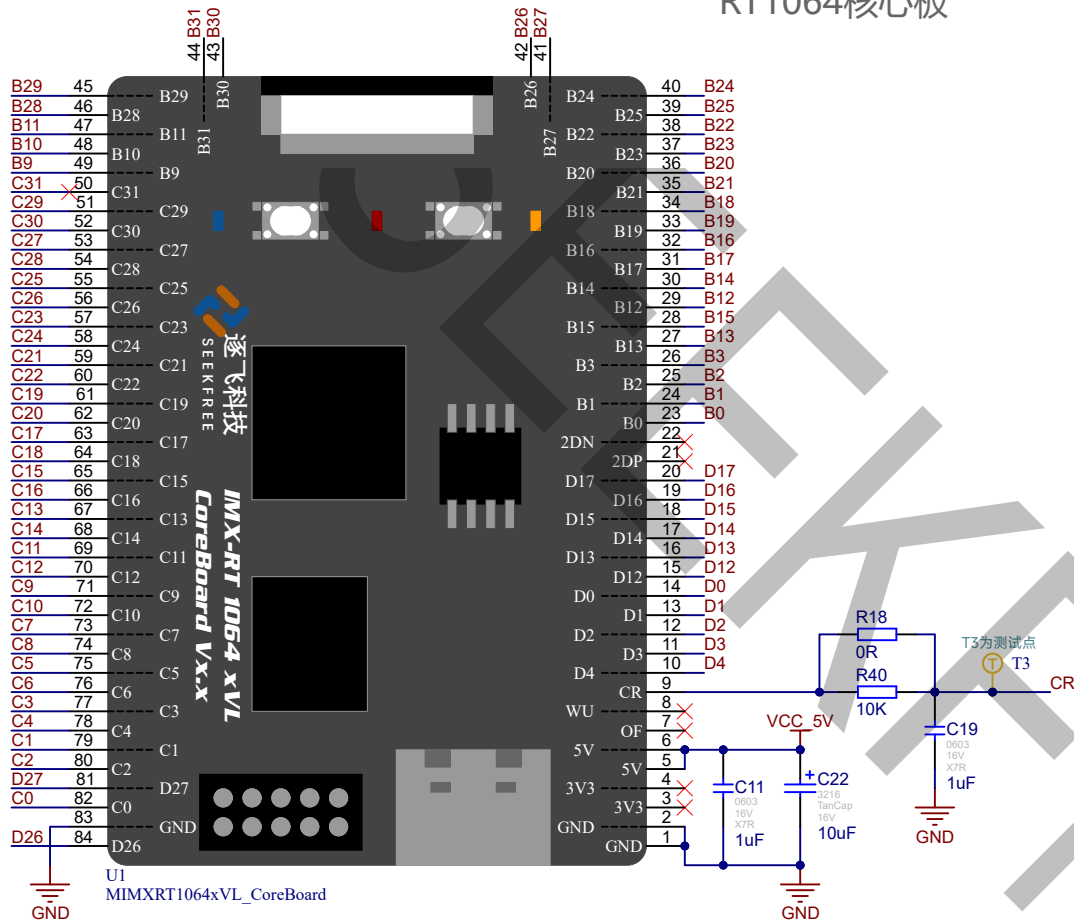 RT1064核心板
44 B31
43 B30
42 B26
41 B27
B29 45 B29
B28 46 B28
B11 47 B11
B10 48 B10
B9 49 B9
C31 50 C31
C29 51 C29
C30 52 C30
C27 53 C27
C28 54 C28
C25 55 C25
C26 56 C26
C23 57 C23
C24 58 C24
C21 59 C21
C22 60 C22
C19 61 C19
C20 62 C20
C17 63 C17
C18 64 C18
C15 65 C15
C16 66 C16
C13 67 C13
C14 68 C14
C11 69 C11
C12 70 C12
C9 71 C9
C10 72 C10
C7 73 C7
C8 74 C8
C5 75 C5
C6 76 C6
C3 77 C3
C4 78 C4
C1 79 C1
C2 80 C2
D27 81 D27
C0 82 C0
83 GND
D26 84 D26
GND
B31
B30
B26
B27
逐飞科技
SEEKFREE
IMX-RT 1064 xVL
CoreBoard Vx.x
B24 40 B24
B25 39 B25
B22 38 B22
B23 37 B23
B20 36 B20
B21 35 B21
B18 34 B18
B19 33 B19
B16 32 B16
B17 31 B17
B14 30 B14
B12 29 B12
B15 28 B15
B13 27 B13
B3 26 B3
B2 25 B2
B1 24 B1
B0 23 B0
2DN 22
2DP 21
D17 20 D17
D16 19 D16
D15 18 D15
D14 17 D14
D13 16 D13
D12 15 D12
D0 14 D0
D1 13 D1
D2 12 D2
D3 11 D3
D4 10 D4
CR 9
WU 8
OF 7
5V 6
5V 5
3V3 4
3V3 3
GND 2
GND 1
U1
MIMXRT1064xVL_CoreBoard
R18
0R
R40
10K
T3为测试点
T
T3
CR
C19
0603
16V
X7R
1uF
GND
VCC_5V
C11
0603
16V
X7R
1uF
C22
3216
TanCap
16V
10uF
GND